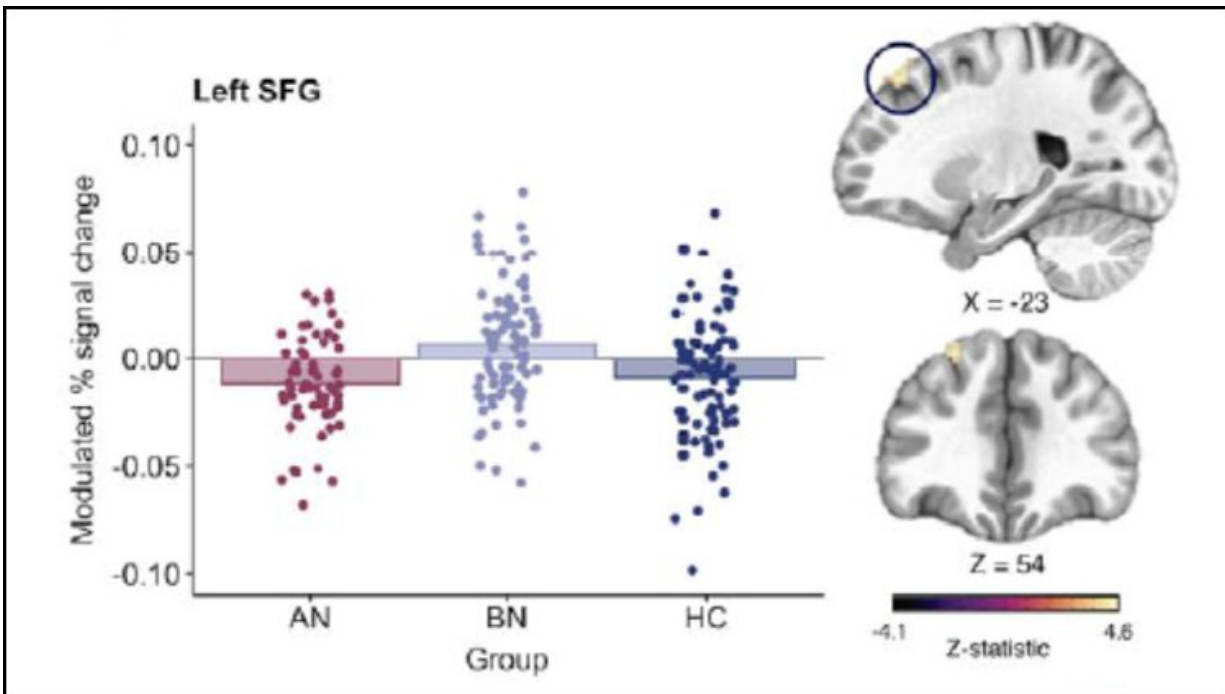 Left SFG
Modulated % signal change
0.10
0.05
0.00
-0.05
-0.10
AN BN HC
Group
X = -23
Z = 54
-4.1 4.6
Z-statistic